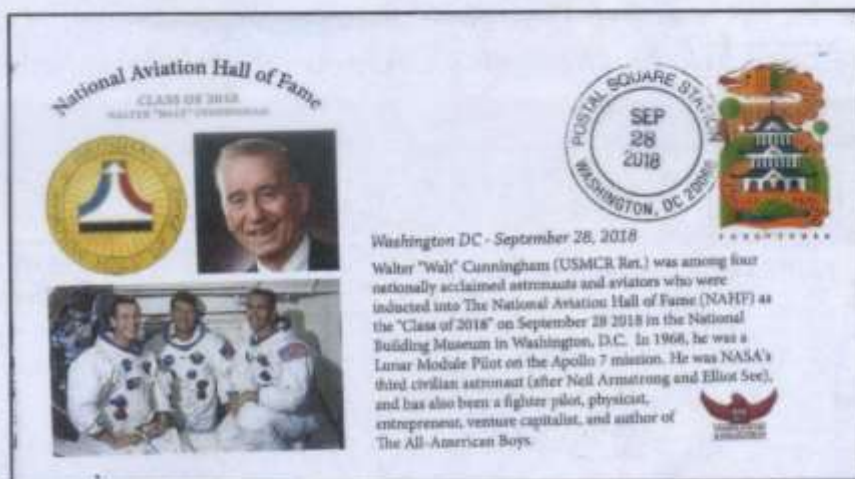 National Aviation Hall of Fame
CLASS OF 2018
WALTER "WALT" CUNNINGHAM
POSTAL SQUARE STATION
SEP
28
2018
WASHINGTON, DC
Washington DC - September 28, 2018
Walter "Walt" Cunningham (USMCR Ret.) was among four
nationally acclaimed astronauts and aviators who were
inducted into The National Aviation Hall of Fame (NAHF) as
the "Class of 2018" on September 28 2018 in the National
Building Museum in Washington, D.C. In 1968, he was a
Lunar Module Pilot on the Apollo 7 mission. He was NASA's
third civilian astronaut (after Neil Armstrong and Elliot See),
and has also been a fighter pilot, physicist,
entrepreneur, venture capitalist, and author of
The All-American Boys.